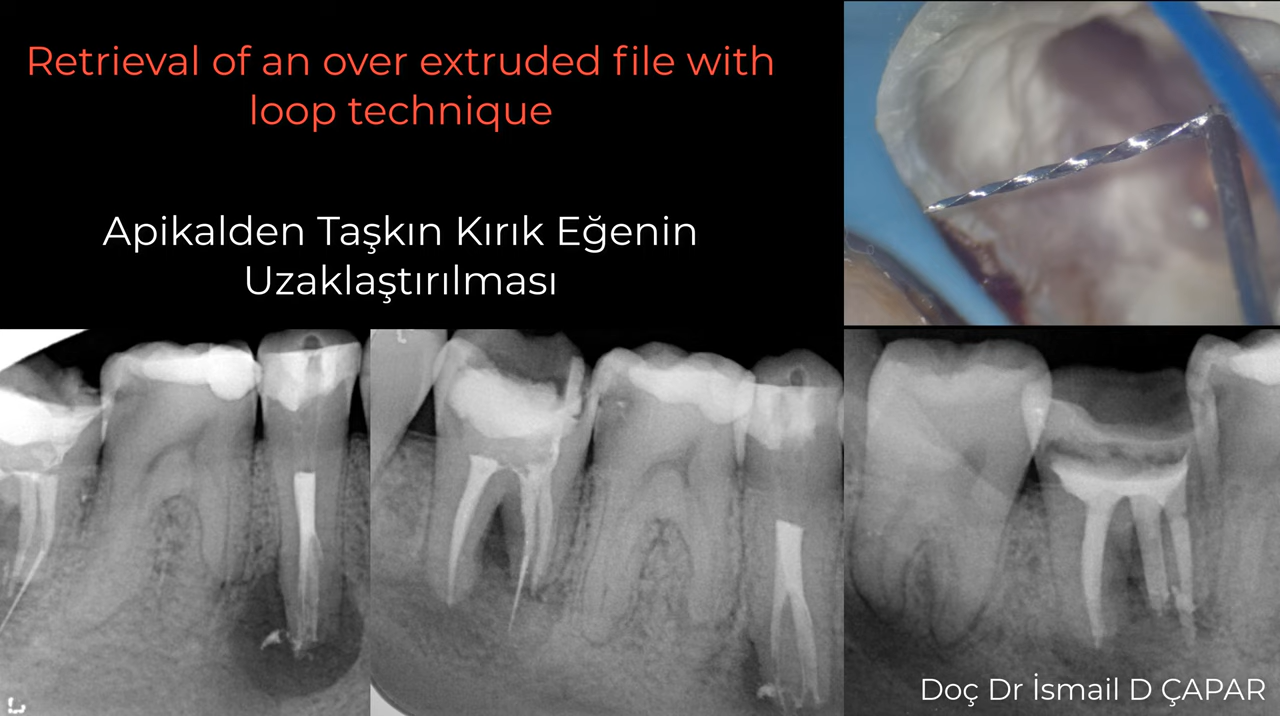 Retrieval of an over extruded file with
loop technique
Apikalden Taşkın Kırık Eğenin
Uzaklaştırılması
Doç Dr İsmail D ÇAPAR
L